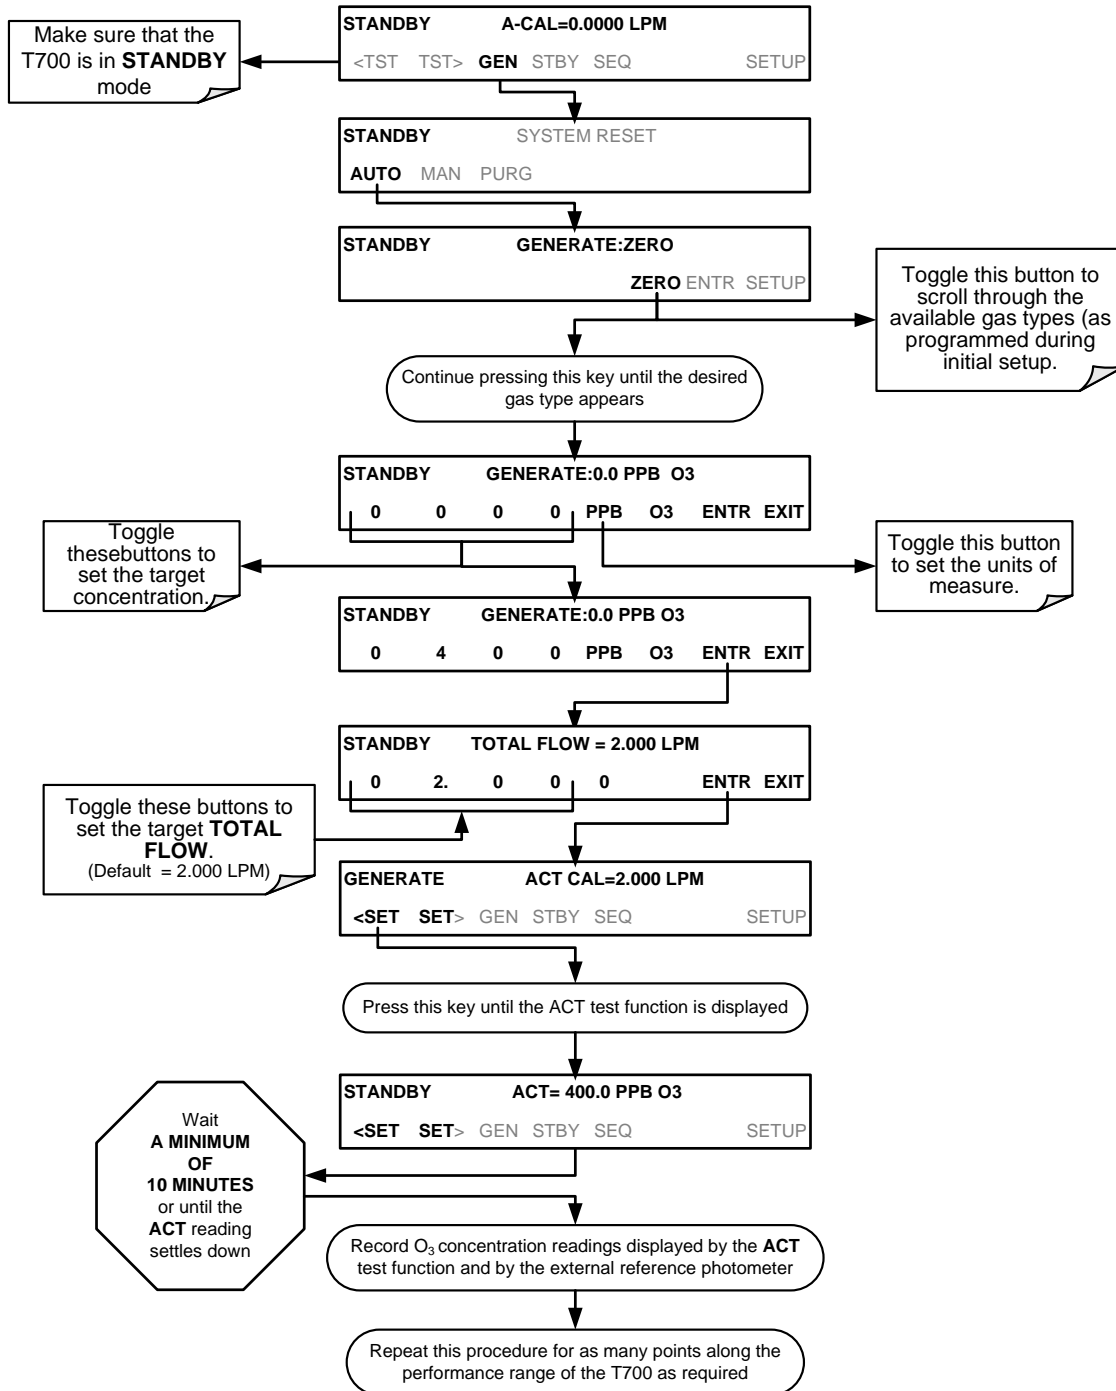 Make sure that the
T700 is in STANDBY
mode
STANDBY A-CAL=0.0000 LPM
<TST TST> GEN STBY SEQ SETUP
STANDBY SYSTEM RESET
AUTO MAN PURG
STANDBY GENERATE:ZERO
ZERO ENTR SETUP
Toggle this button to
scroll through the
available gas types (as
programmed during
initial setup.
Continue pressing this key until the desired
gas type appears
STANDBY GENERATE:0.0 PPB O3
0 0 0 0 PPB O3 ENTR EXIT
Toggle
thesebuttons to
set the target
concentration.
Toggle this button
to set the units of
measure.
STANDBY GENERATE:0.0 PPB O3
0 4 0 0 PPB O3 ENTR EXIT
STANDBY TOTAL FLOW = 2.000 LPM
0 2. 0 0 0 ENTR EXIT
Toggle these buttons to
set the target TOTAL
FLOW.
(Default = 2.000 LPM)
GENERATE ACT CAL=2.000 LPM
<SET SET> GEN STBY SEQ SETUP
Press this key until the ACT test function is displayed
STANDBY ACT= 400.0 PPB O3
<SET SET> GEN STBY SEQ SETUP
Wait
A MINIMUM
OF
10 MINUTES
or until the
ACT reading
settles down
Record O₃ concentration readings displayed by the ACT
test function and by the external reference photometer
Repeat this procedure for as many points along the
performance range of the T700 as required